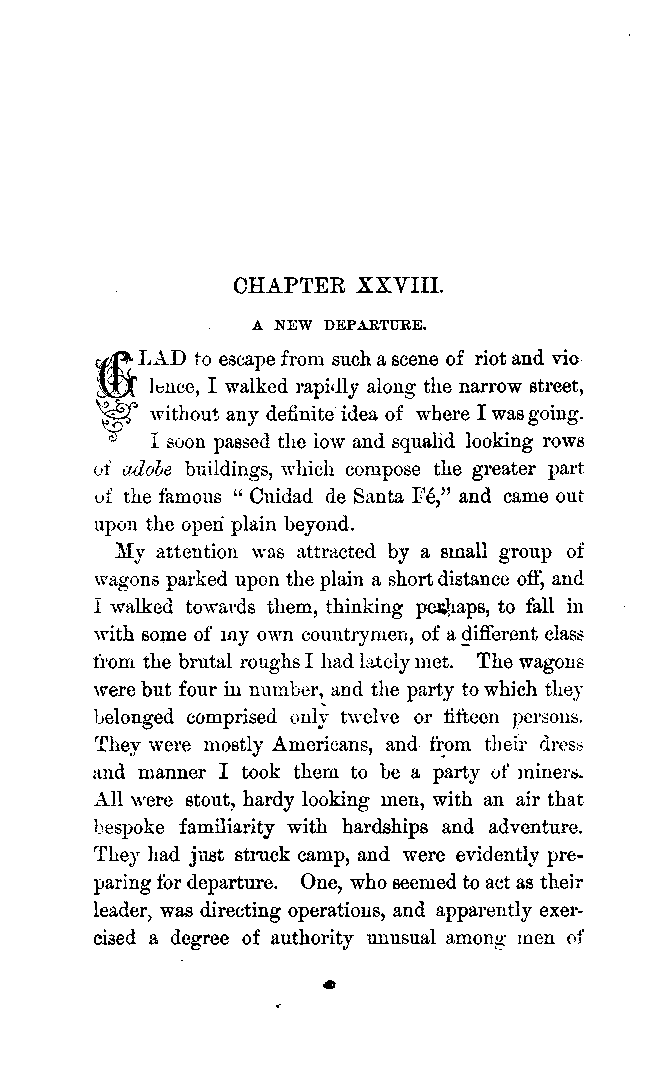 CHAPTER XXVIII.
A NEW DEPARTURE.
GLAD to escape from such a scene of riot and vio
lence, I walked rapidly along the narrow street,
without any definite idea of where I was going.
I soon passed the low and squalid looking rows
of adobe buildings, which compose the greater part
of the famous “ Cuidad de Santa Fé,” and came out
upon the open plain beyond.
My attention was attracted by a small group of
wagons parked upon the plain a short distance off, and
I walked towards them, thinking perhaps, to fall in
with some of my own countrymen, of a different class
from the brutal roughs I had lately met. The wagons
were but four in number, and the party to which they
belonged comprised only twelve or fifteen persons.
They were mostly Americans, and from their dress
and manner I took them to be a party of miners.
All were stout, hardy looking men, with an air that
bespoke familiarity with hardships and adventure.
They had just struck camp, and were evidently pre-
paring for departure. One, who seemed to act as their
leader, was directing operations, and apparently exer-
cised a degree of authority unusual among men of